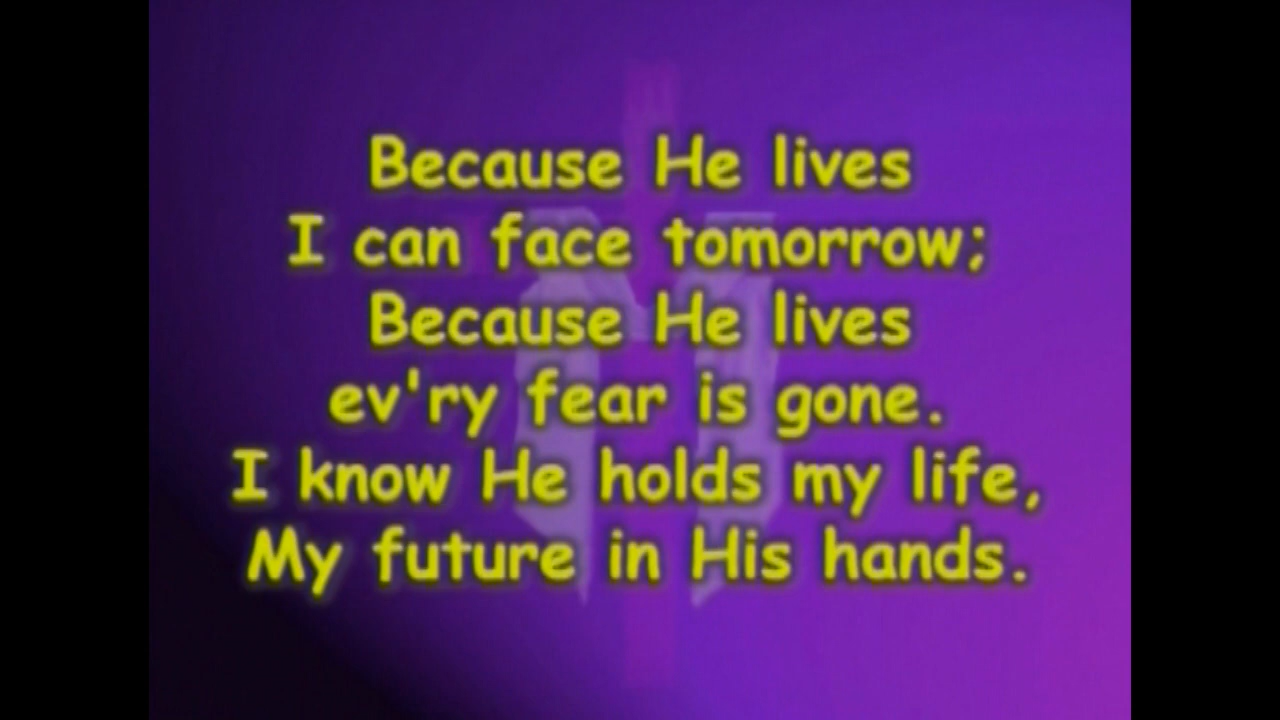 Because He lives
I can face tomorrow;
Because He lives
ev'ry fear is gone.
I know He holds my life,
My future in His hands.